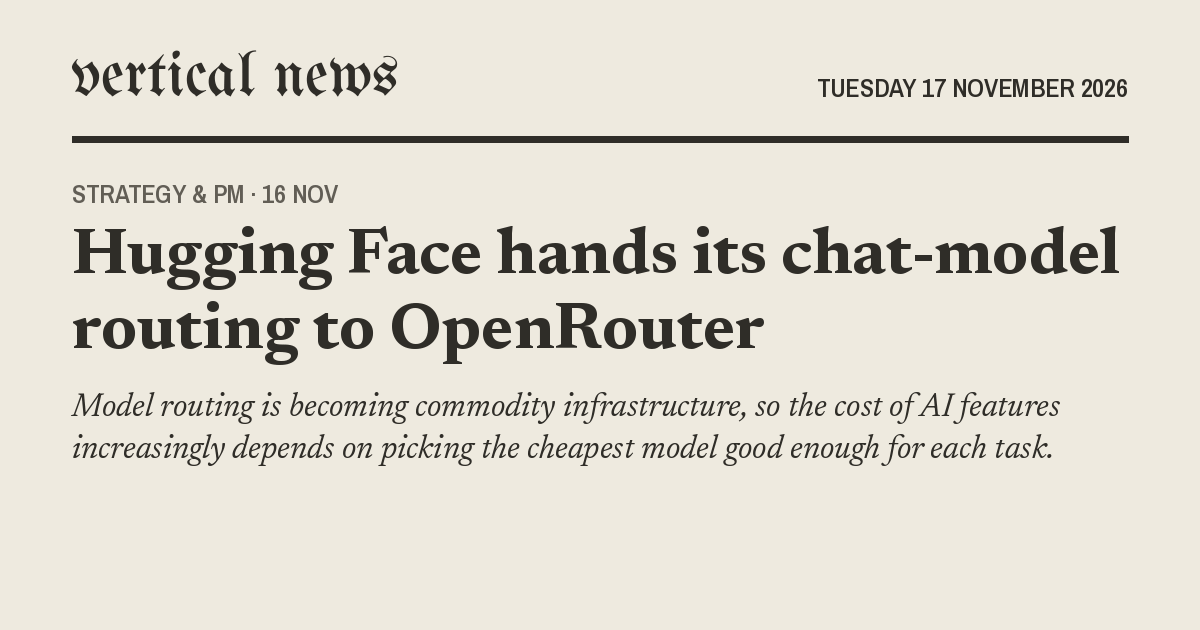 vertical news
TUESDAY 17 NOVEMBER 2026
STRATEGY & PM · 16 NOV
Hugging Face hands its chat-model
routing to OpenRouter
Model routing is becoming commodity infrastructure, so the cost of AI features
increasingly depends on picking the cheapest model good enough for each task.